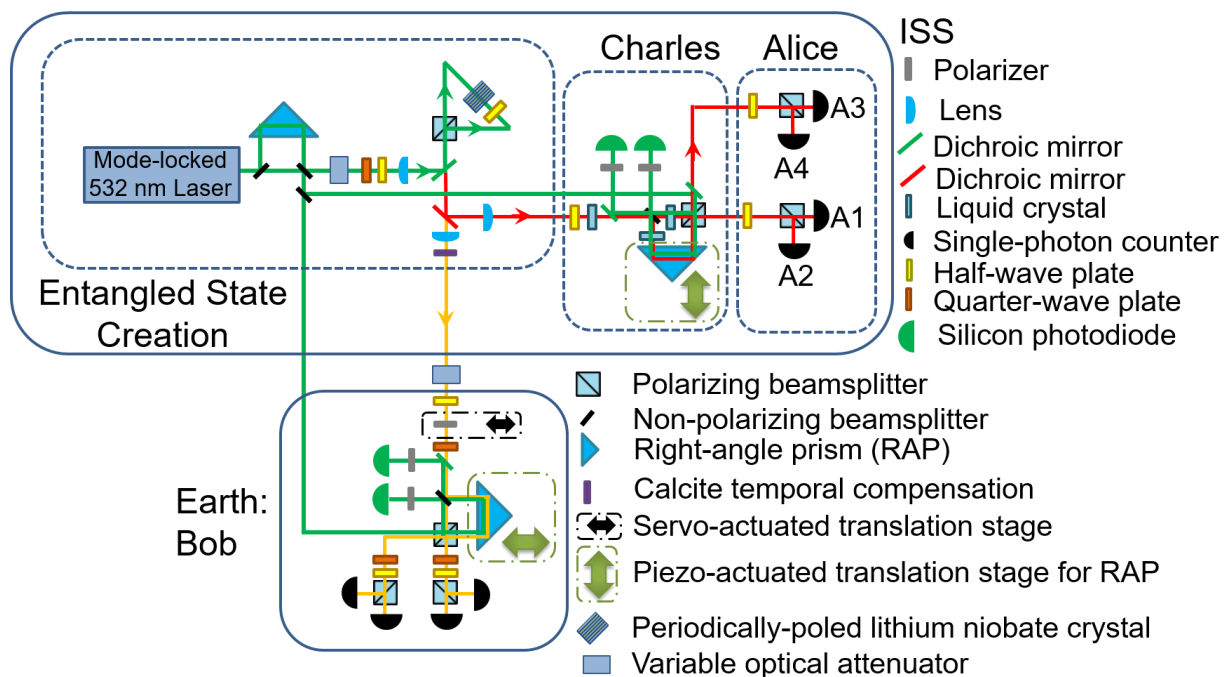 Charles
Alice
ISS
Polarizer
Lens
Dichroic mirror
Dichroic mirror
Liquid crystal
Single-photon counter
Half-wave plate
Quarter-wave plate
Silicon photodiode
Mode-locked
532 nm Laser
A3
A4
A1
A2
Entangled State
Creation
Polarizing beamsplitter
Non-polarizing beamsplitter
Right-angle prism (RAP)
Calcite temporal compensation
Servo-actuated translation stage
Piezo-actuated translation stage for RAP
Periodically-poled lithium niobate crystal
Variable optical attenuator
Earth:
Bob